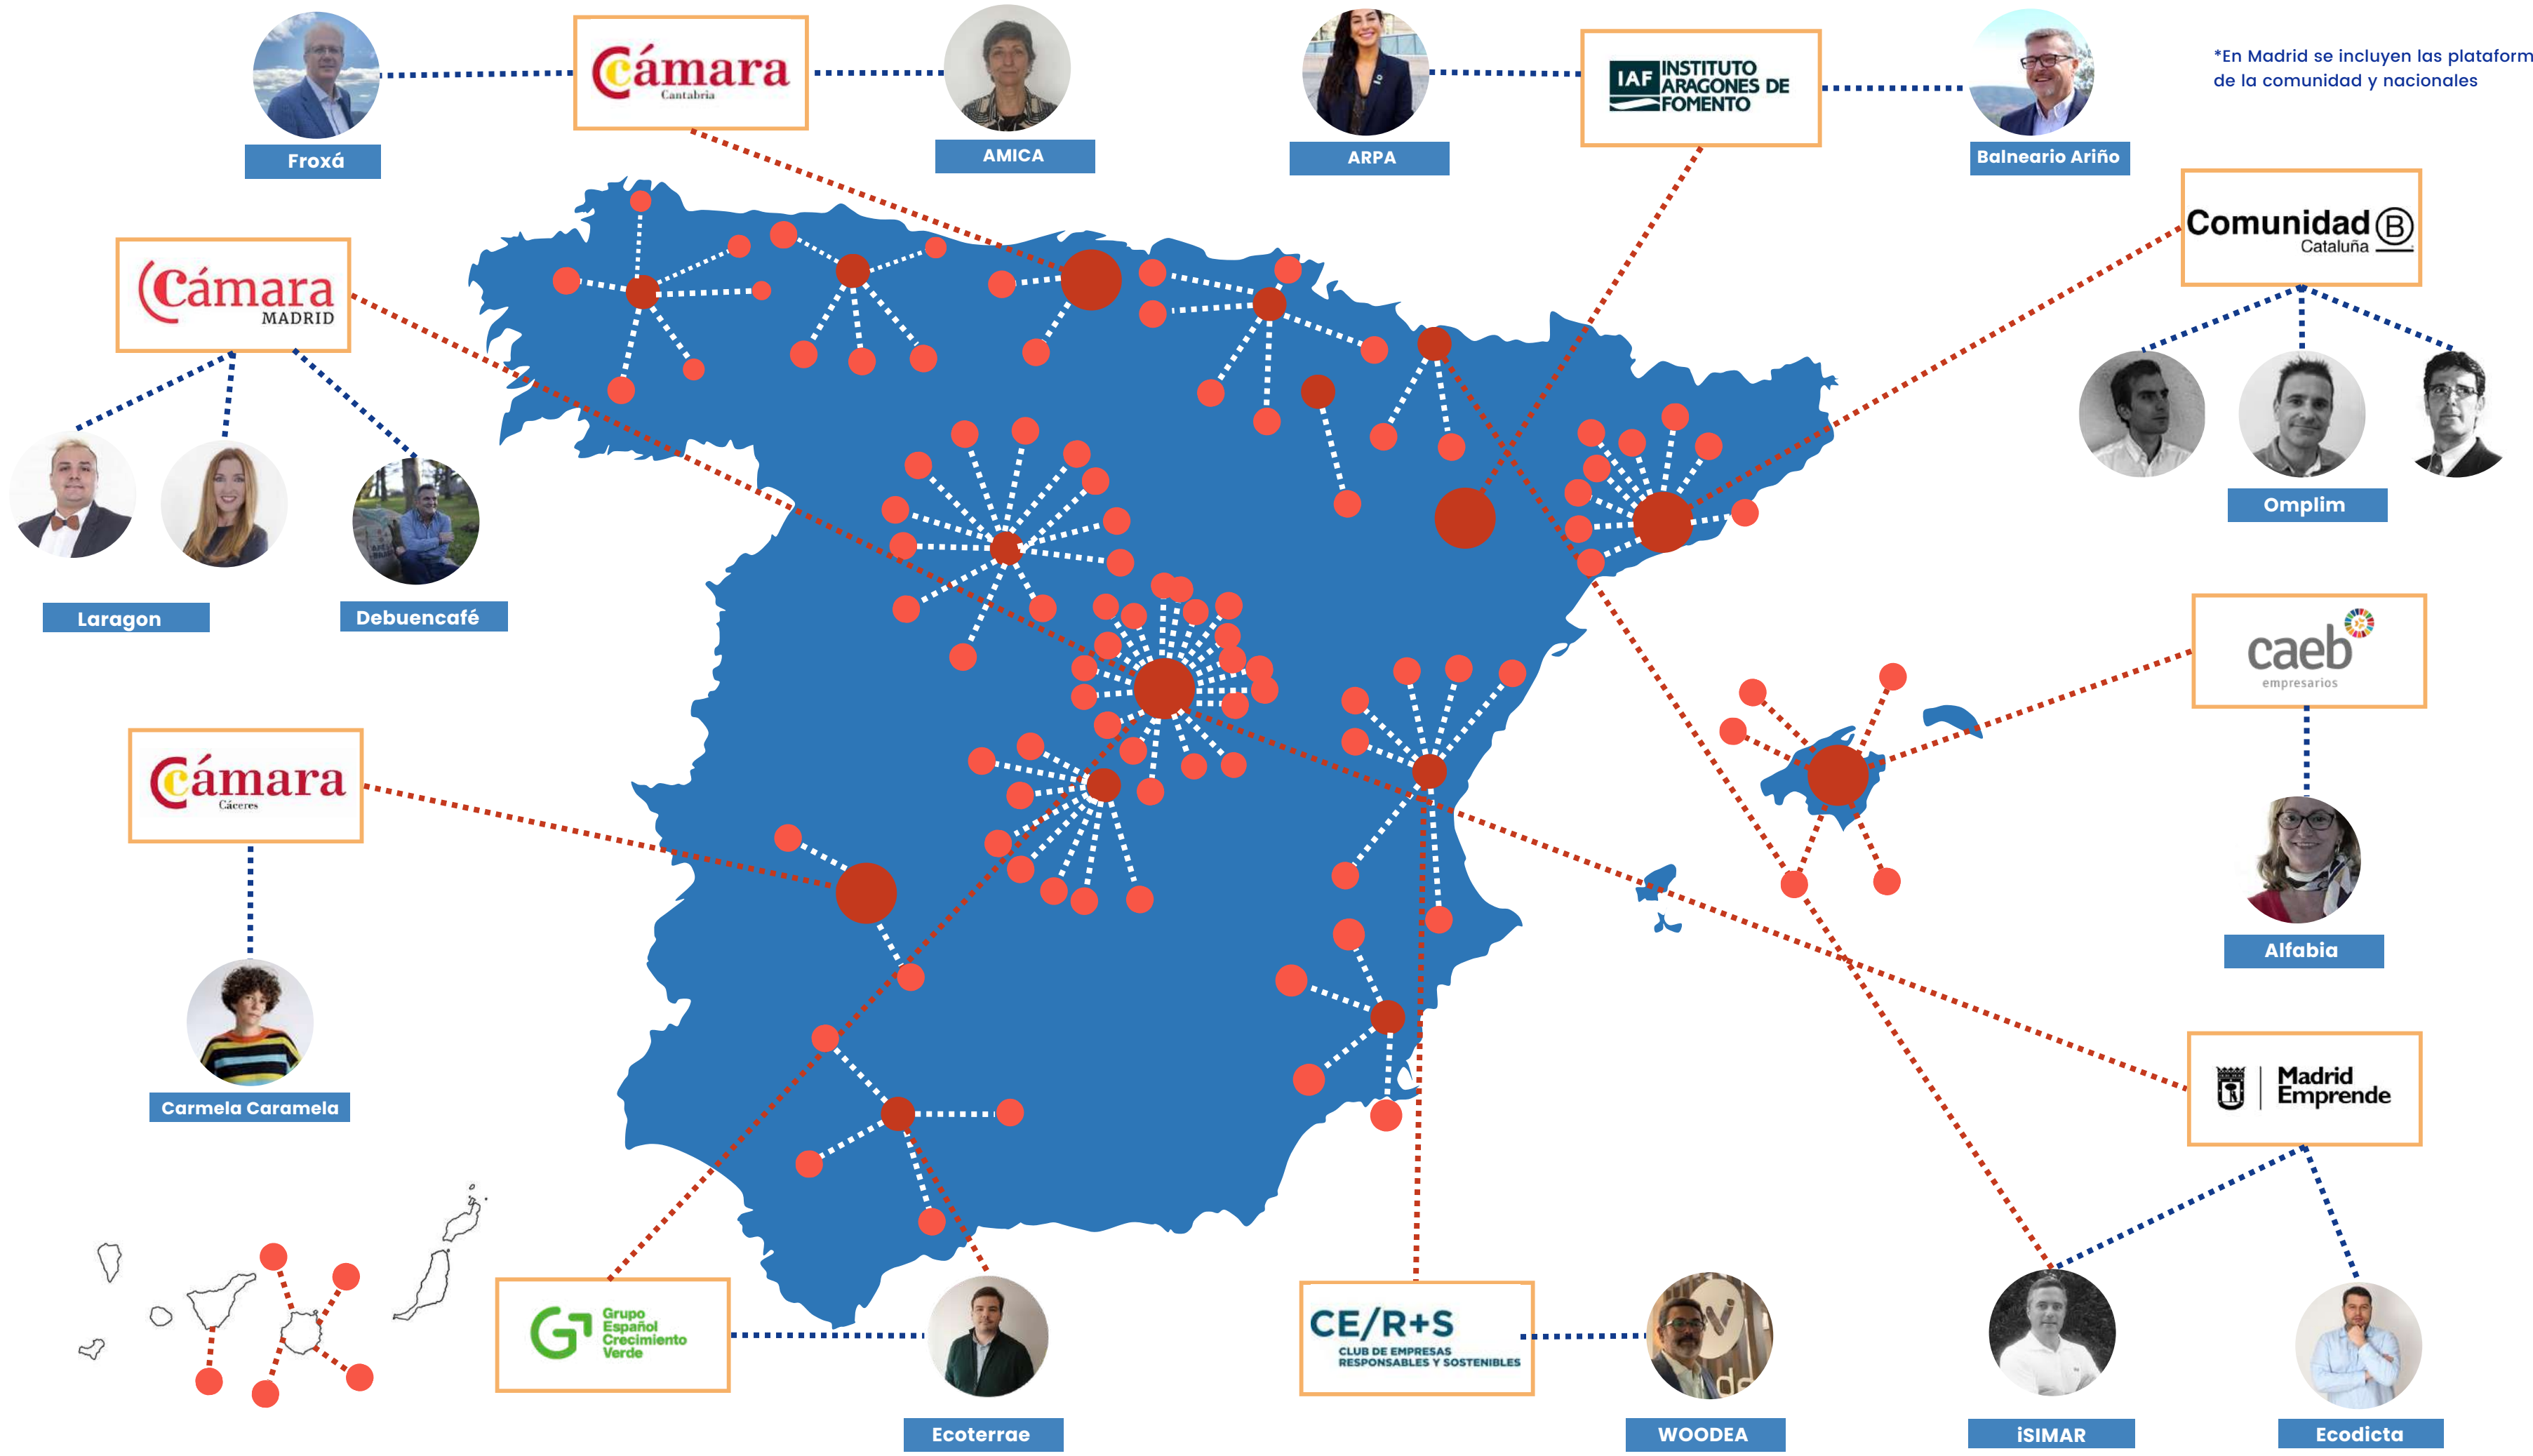 Cámara
Cantabria
INSTITUTO
IAF ARAGONES DE
FOMENTO
*En Madrid se incluyen las plataform
de la comunidad y nacionales
Froxá
AMICA
ARPA
Balneario Ariño
Comunidad B
Cataluña
Cámara
MADRID
Omplim
Laragon
Debuencafé
caeb
empresarios
Cámara
Cáceres
Alfabia
Madrid
Emprende
Carmela Caramela
Grupo
Español
Crecimiento
Verde
CE/R+S
CLUB DE EMPRESAS
RESPONSABLES Y SOSTENIBLES
Ecoterrae
WOODEA
iSIMAR
Ecodicta